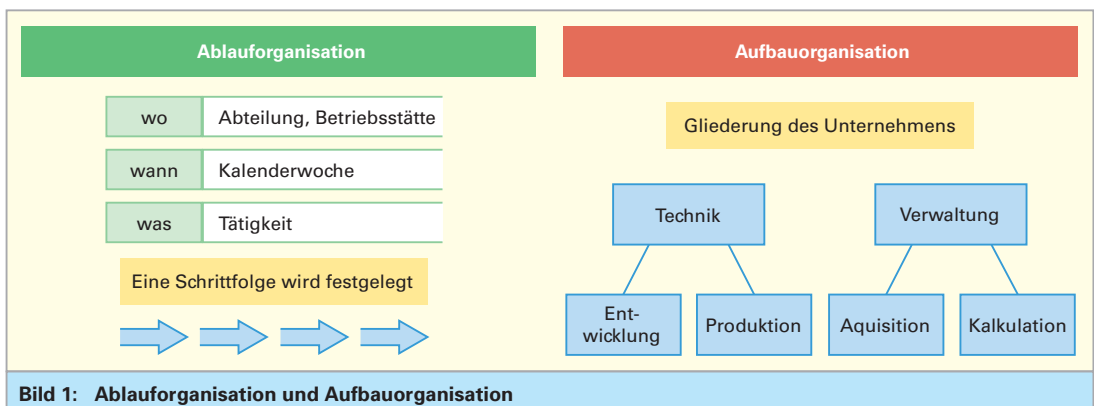 Ablauforganisation
wo Abteilung, Betriebsstätte
wann Kalenderwoche
was Tätigkeit
Eine Schrittfolge wird festgelegt
Aufbauorganisation
Gliederung des Unternehmens
Technik
Verwaltung
Ent-
wicklung
Produktion
Aquisition
Kalkulation
Bild 1: Ablauforganisation und Aufbauorganisation